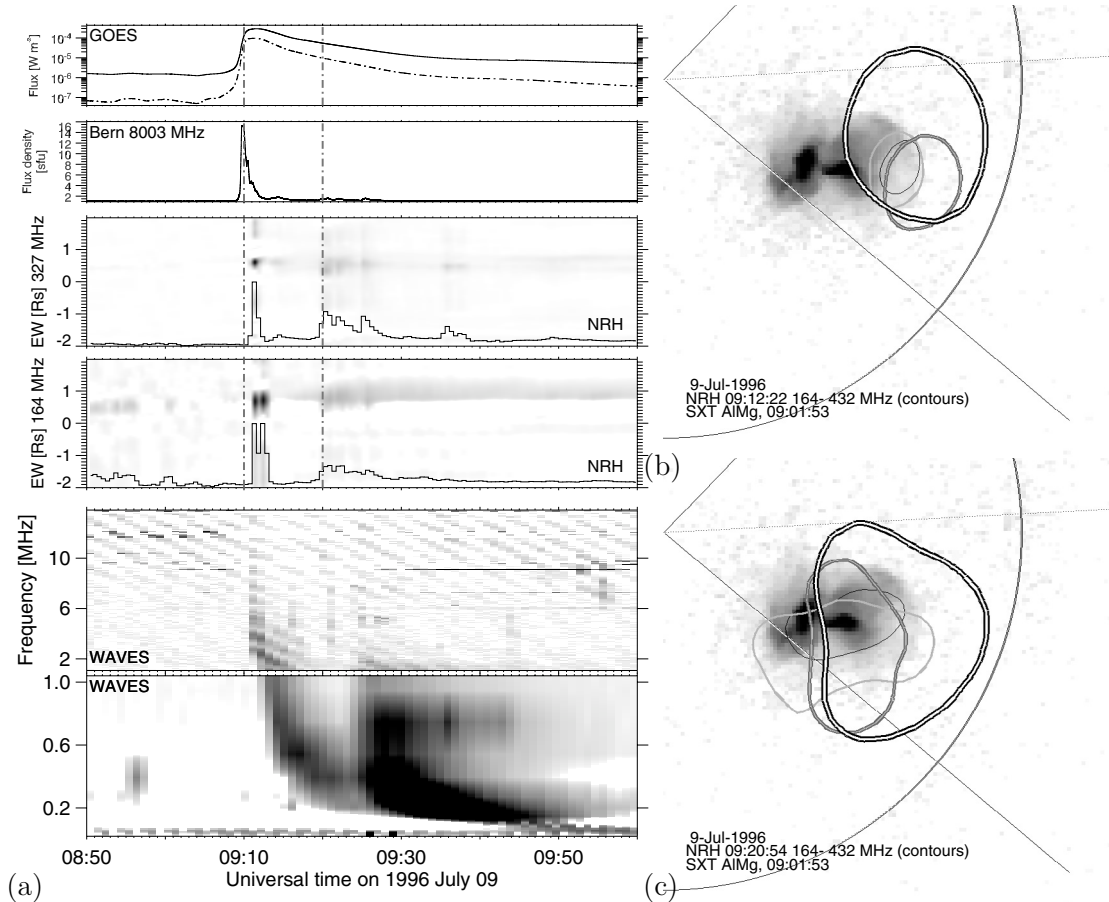 GOES
Flux [W m⁻²]
10⁻⁴
10⁻⁵
10⁻⁶
10⁻⁷
Bern 8003 MHz
Flux density
[sfu]
16
14
12
10
8
6
4
2
EW [Rs] 327 MHz
1
0
-1
-2
NRH
EW [Rs] 164 MHz
1
0
-1
-2
NRH
Frequency [MHz]
10
6
2
WAVES
WAVES
1.0
0.6
0.2
08:50 09:10 09:30 09:50
(a) Universal time on 1996 July 09
9-Jul-1996
NRH 09:12:22 164- 432 MHz (contours)
SXT AlMg, 09:01:53
(b)
9-Jul-1996
NRH 09:20:54 164- 432 MHz (contours)
SXT AlMg, 09:01:53
(c)